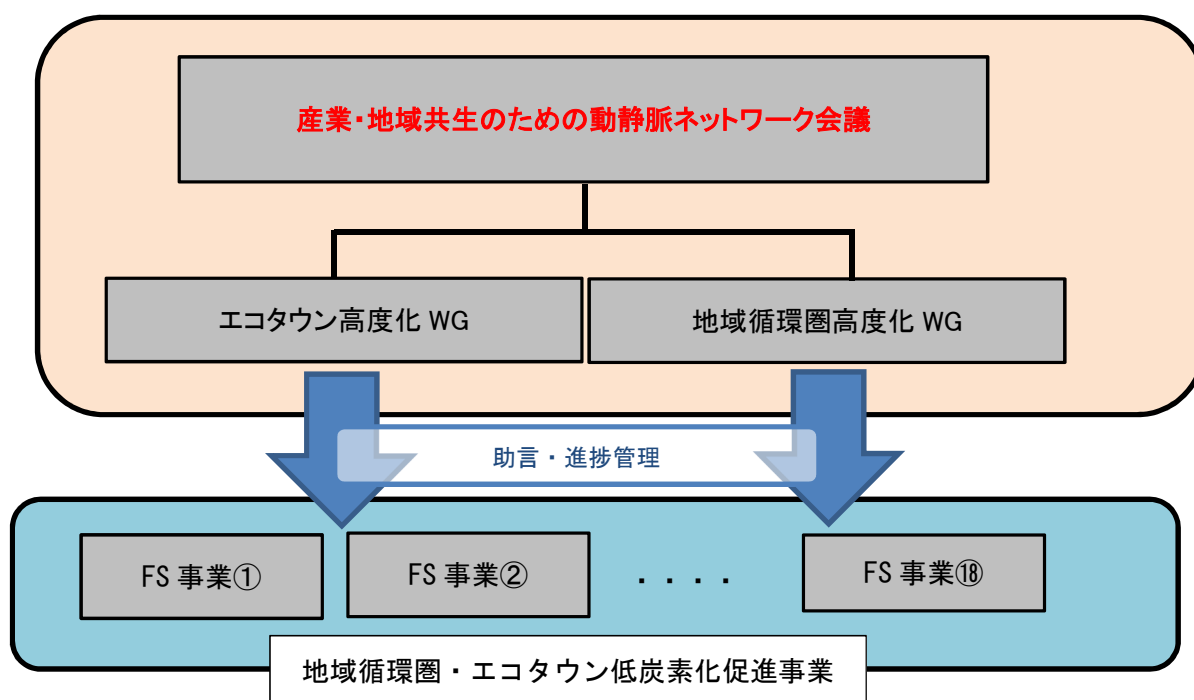 産業・地域共生のための動静脈ネットワーク会議
エコタウン高度化 WG
地域循環圏高度化 WG
助言・進捗管理
FS 事業①
FS 事業②
・・・・
FS 事業⑱
地域循環圏・エコタウン低炭素化促進事業